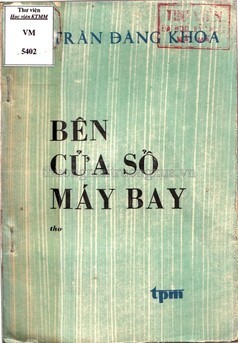 Thư viện
Học viện KTMM
VM
5402
TRẦN ĐĂNG KHOA
BÊN
CỬA SỔ
MÁY BAY
thơ
tpm